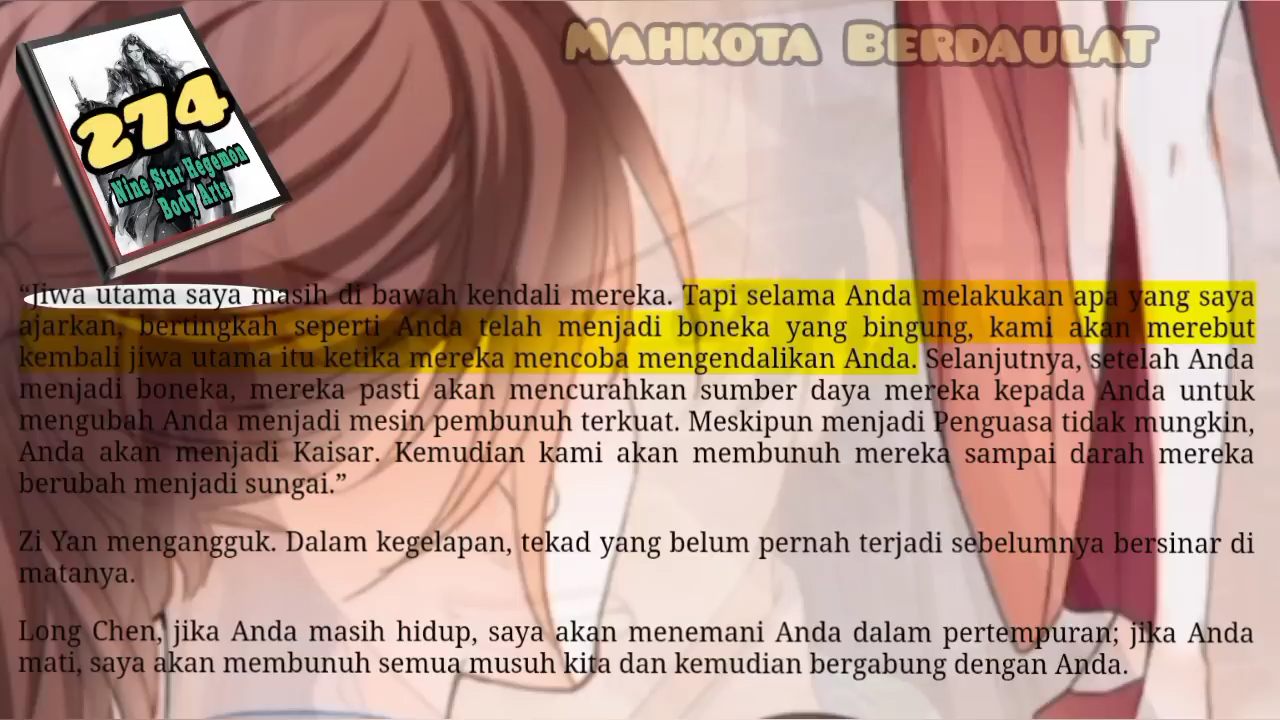 Mahkota Berdaulat
274
Nine Star Hegemon
Body Arts
“Jiwa utama saya masih di bawah kendali mereka. Tapi selama Anda melakukan apa yang saya
ajarkan, bertingkah seperti Anda telah menjadi boneka yang bingung, kami akan merebut
kembali jiwa utama itu ketika mereka mencoba mengendalikan Anda. Selanjutnya, setelah Anda
menjadi boneka, mereka pasti akan mencurahkan sumber daya mereka kepada Anda untuk
mengubah Anda menjadi mesin pembunuh terkuat. Meskipun menjadi Penguasa tidak mungkin,
Anda akan menjadi Kaisar. Kemudian kami akan membunuh mereka sampai darah mereka
berubah menjadi sungai.”
Zi Yan mengangguk. Dalam kegelapan, tekad yang belum pernah terjadi sebelumnya bersinar di
matanya.
Long Chen, jika Anda masih hidup, saya akan menemani Anda dalam pertempuran; jika Anda
mati, saya akan membunuh semua musuh kita dan kemudian bergabung dengan Anda.